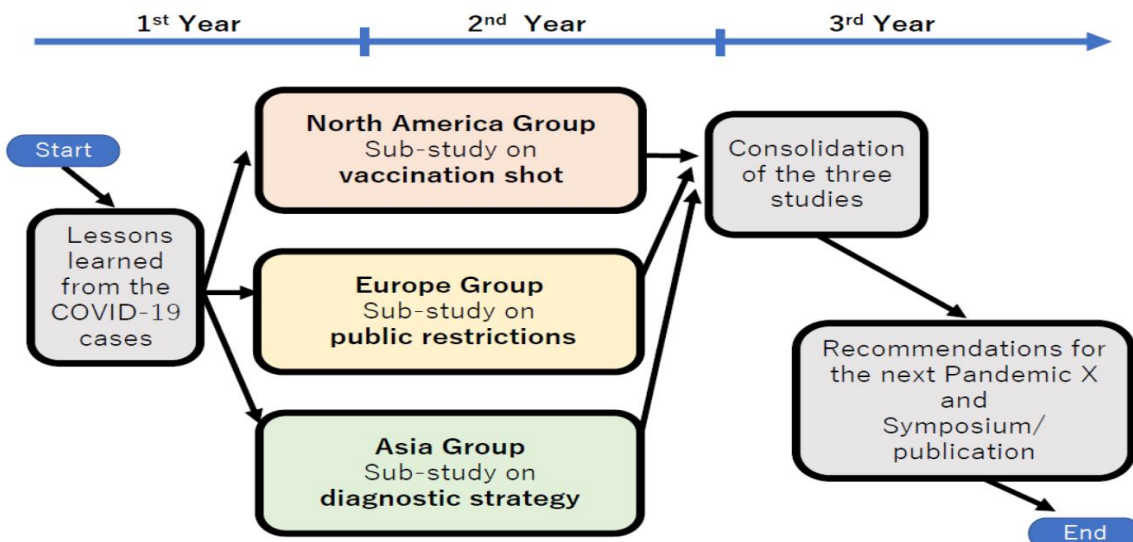 1st Year
2nd Year
3rd Year
Start
Lessons
learned
from the
COVID-19
cases
North America Group
Sub-study on
vaccination shot
Europe Group
Sub-study on
public restrictions
Asia Group
Sub-study on
diagnostic strategy
Consolidation
of the three
studies
Recommendations for
the next Pandemic X
and
Symposium/
publication
End